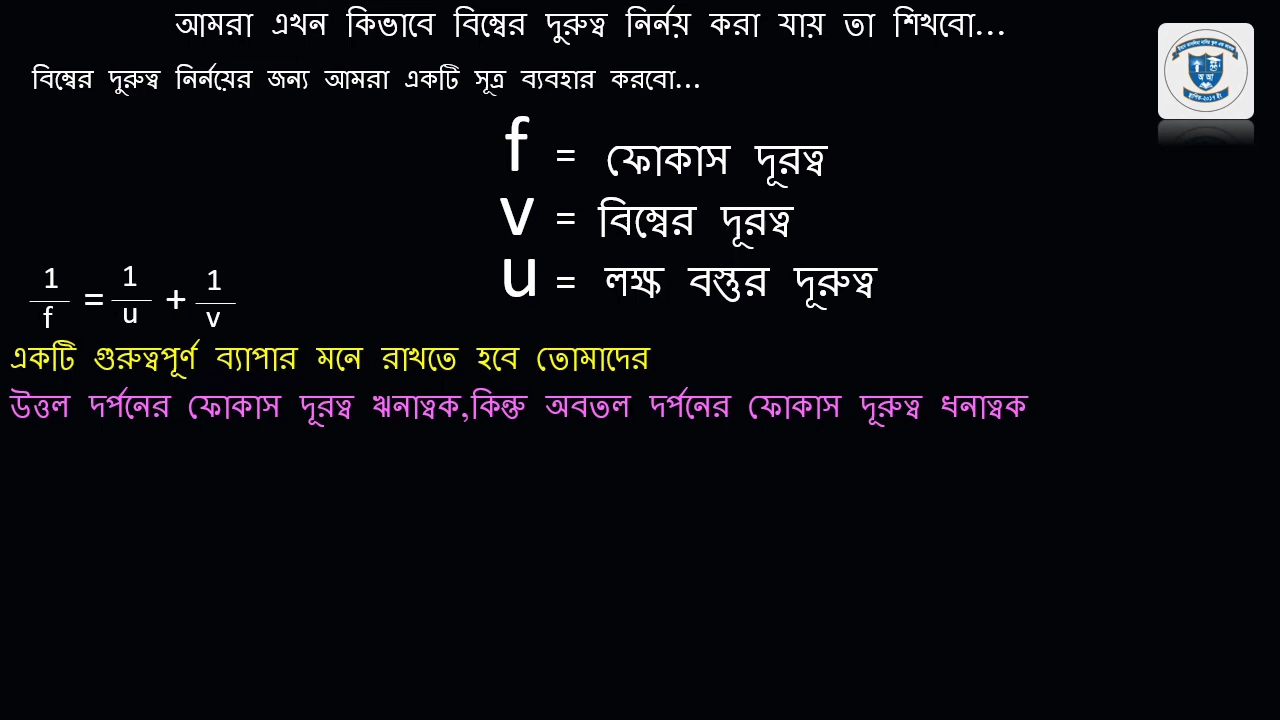 আমরা এখন কিভাবে বিম্বের দুরুত্ব নির্নয় করা যায় তা শিখবো...
বিম্বের দুরুত্ব নির্নয়ের জন্য আমরা একটি সূত্র ব্যবহার করবো...
f = ফোকাস দূরত্ব
v = বিম্বের দূরত্ব
u = লক্ষ বস্তুর দূরুত্ব
1/f = 1/u + 1/v
একটি গুরুত্বপূর্ণ ব্যাপার মনে রাখতে হবে তোমাদের
উত্তল দর্পনের ফোকাস দূরত্ব ঋনাত্বক,কিন্তু অবতল দর্পনের ফোকাস দূরুত্ব ধনাত্বক